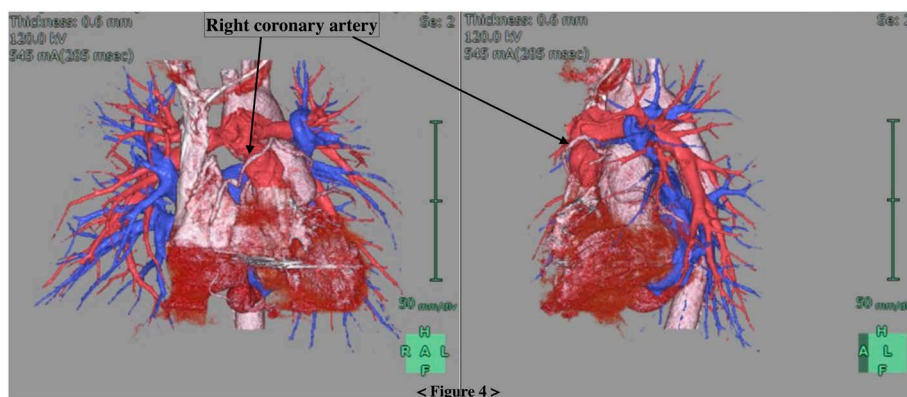 Thickness: 0.6 mm
120.0 kV
545 mA(285 msec)
Right coronary artery
Se: 2
Thickness: 0.6 mm
120.0 kV
545 mA(285 msec)
50 mm/div
H
R A L
F
50 mm/div
H
A L
F
< Figure 4 >